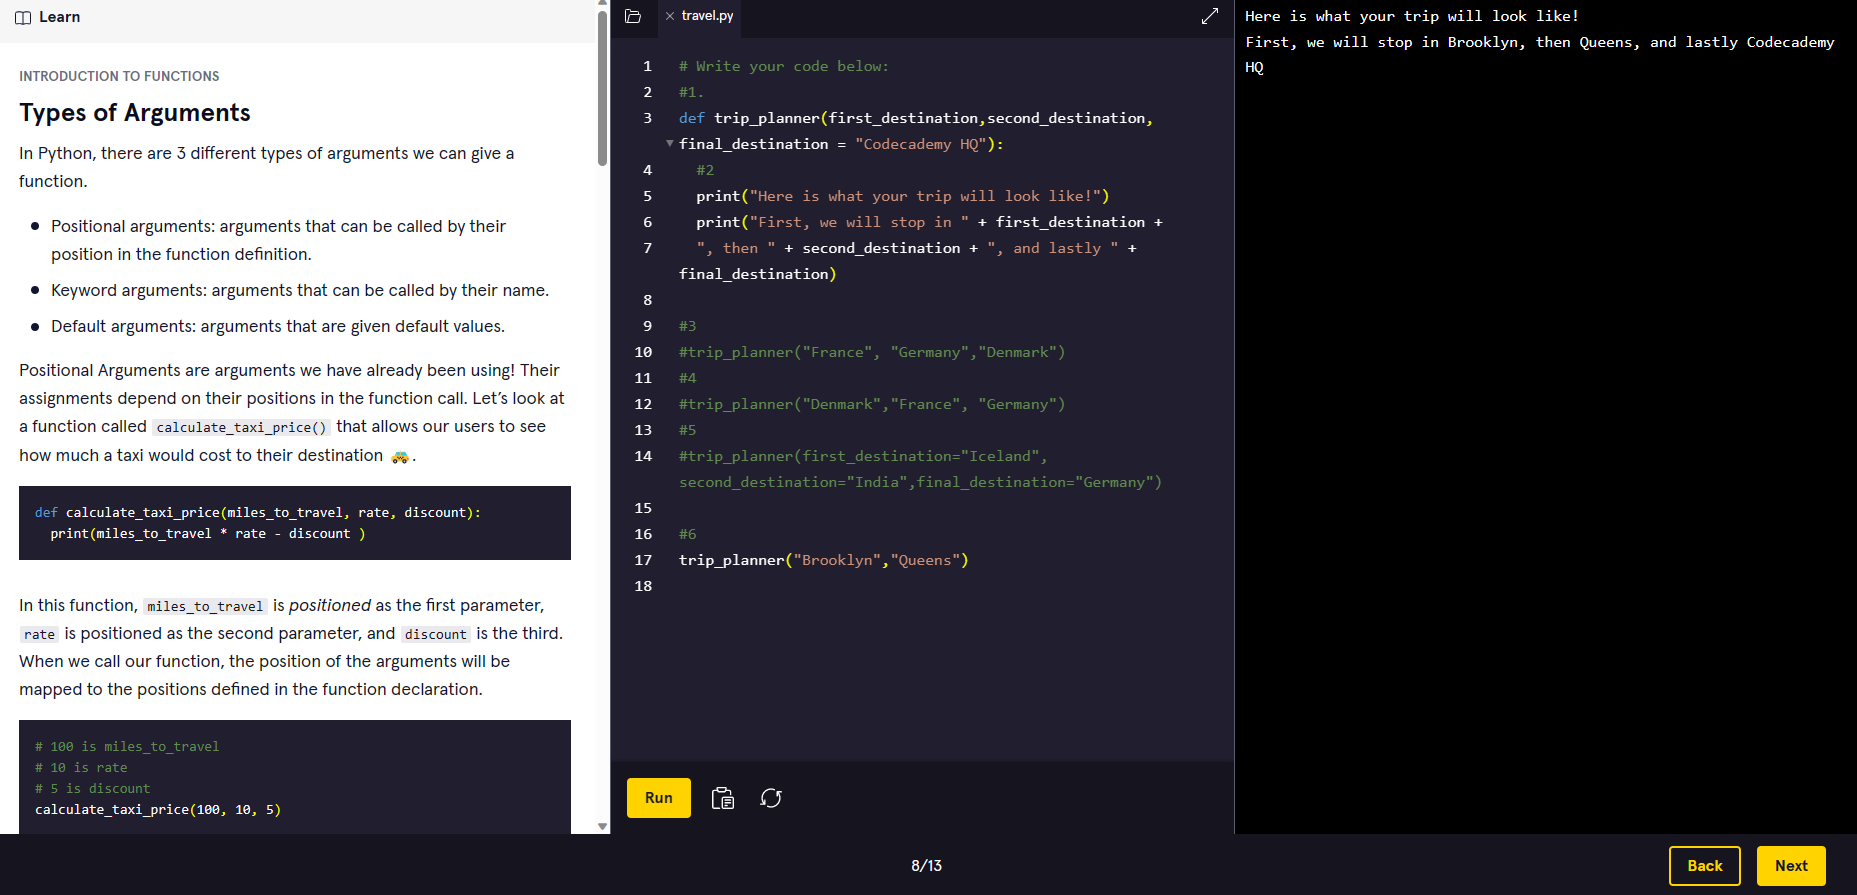 Learn
INTRODUCTION TO FUNCTIONS
Types of Arguments
In Python, there are 3 different types of arguments we can give a
function.
Positional arguments: arguments that can be called by their
position in the function definition.
Keyword arguments: arguments that can be called by their name.
Default arguments: arguments that are given default values.
Positional Arguments are arguments we have already been using! Their
assignments depend on their positions in the function call. Let’s look at
a function called calculate_taxi_price() that allows our users to see
how much a taxi would cost to their destination 🚕.
def calculate_taxi_price(miles_to_travel, rate, discount):
  print(miles_to_travel * rate - discount )
In this function, miles_to_travel is positioned as the first parameter,
rate is positioned as the second parameter, and discount is the third.
When we call our function, the position of the arguments will be
mapped to the positions defined in the function declaration.
# 100 is miles_to_travel
# 10 is rate
# 5 is discount
calculate_taxi_price(100, 10, 5)
travel.py
1 # Write your code below:
2 #1.
3 def trip_planner(first_destination,second_destination,
final_destination = "Codecademy HQ"):
4   #2
5   print("Here is what your trip will look like!")
6   print("First, we will stop in " + first_destination +
7   ", then " + second_destination + ", and lastly " +
final_destination)
8
9 #3
10 #trip_planner("France", "Germany","Denmark")
11 #4
12 #trip_planner("Denmark","France", "Germany")
13 #5
14 #trip_planner(first_destination="Iceland",
second_destination="India",final_destination="Germany")
15
16 #6
17 trip_planner("Brooklyn","Queens")
18
Run
Here is what your trip will look like!
First, we will stop in Brooklyn, then Queens, and lastly Codecademy
HQ
8/13
Back
Next